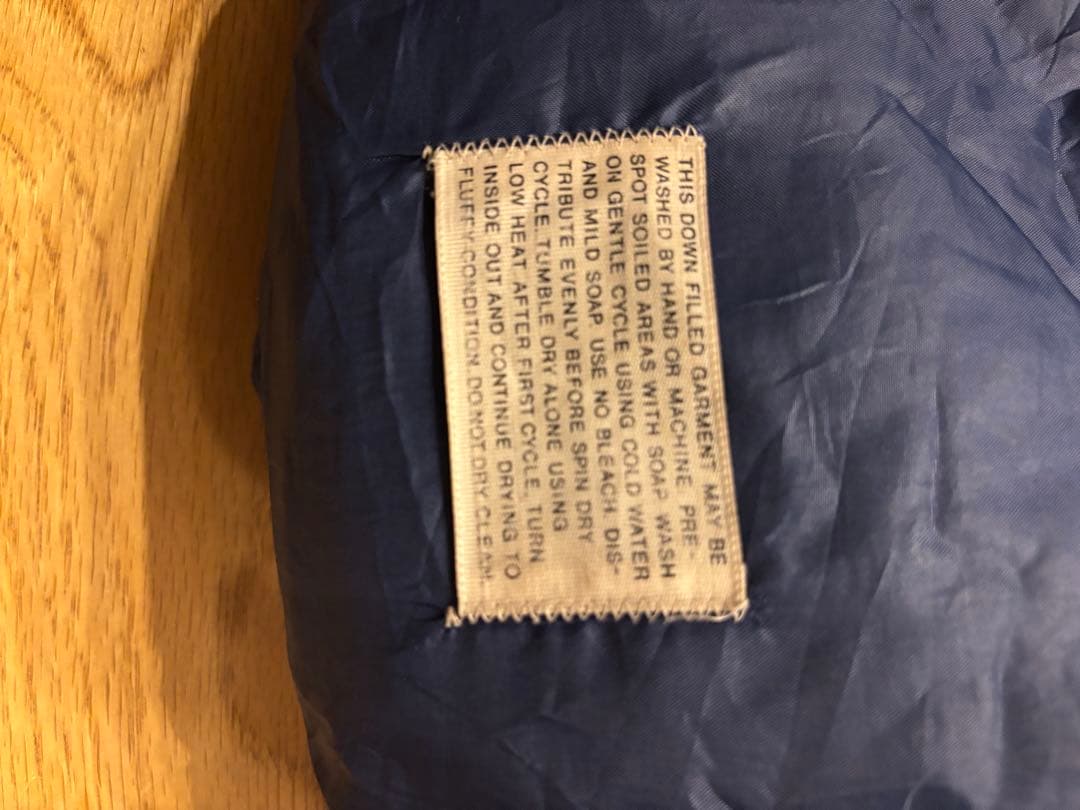 THIS DOWN FILLED GARMENT MAY BE
WASHED BY HAND OR MACHINE. PRE-
SPOT SOILED AREAS WITH SOAP WASH
ON GENTLE CYCLE USING COLD WATER
AND MILD SOAP. USE NO BLEACH. DIS-
TRIBUTE EVENLY BEFORE SPIN DRY
CYCLE. TUMBLE DRY ALONE USING
LOW HEAT AFTER FIRST CYCLE. TURN
INSIDE OUT AND CONTINUE DRYING TO
FLUFFY CONDITION. DO NOT DRY CLEAN.